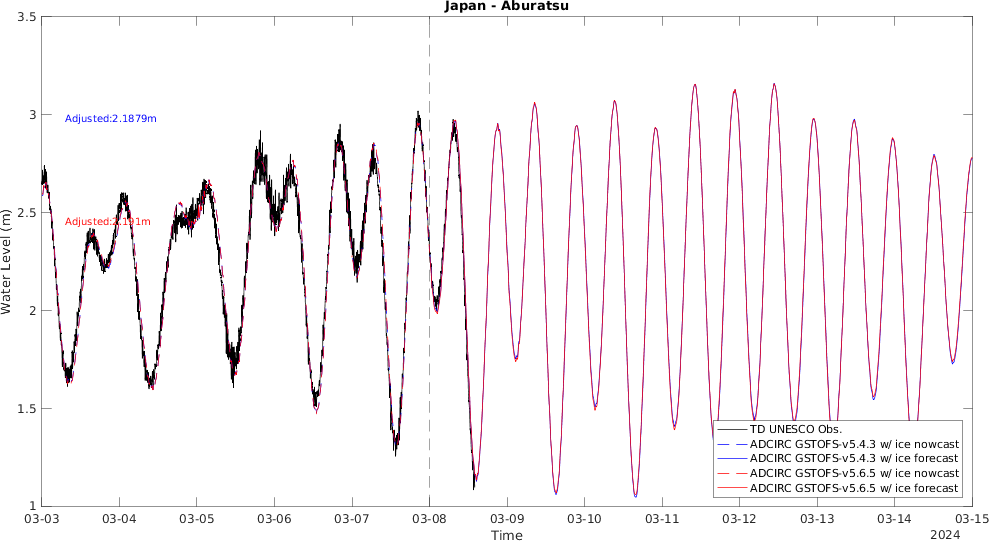 Japan - Aburatsu
3.5
3
2.5
2
1.5
1
Water Level (m)
Adjusted:2.1879m
Adjusted:2.191m
TD UNESCO Obs.
ADCIRC GSTOFS-v5.4.3 w/ ice nowcast
ADCIRC GSTOFS-v5.4.3 w/ ice forecast
ADCIRC GSTOFS-v5.6.5 w/ ice nowcast
ADCIRC GSTOFS-v5.6.5 w/ ice forecast
03-03 03-04 03-05 03-06 03-07 03-08 03-09 03-10 03-11 03-12 03-13 03-14 03-15
Time
2024